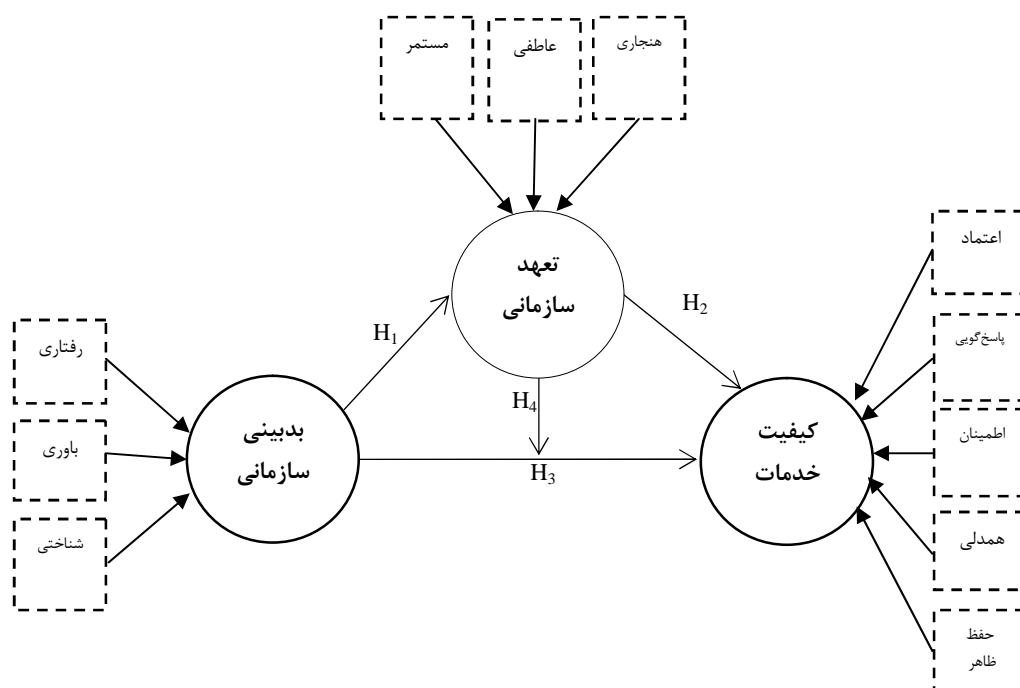 هنجاری
عاطفی
مستمر
اعتماد
تعهد
سازمانی
H₂
H₁
پاسخ‌گویی
رفتاری
H₄
کیفیت
خدمات
بدبینی
سازمانی
اطمینان
باوری
H₃
همدلی
شناختی
حفظ
ظاهر